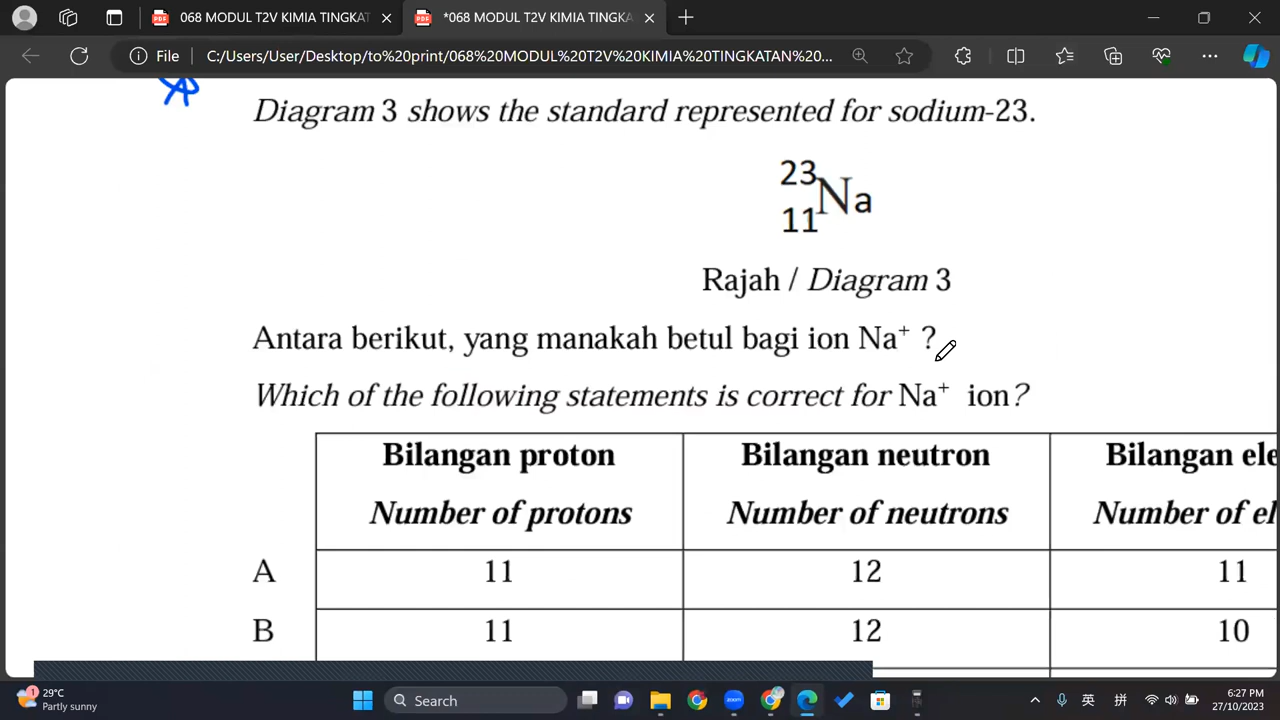 068 MODUL T2V KIMIA TINGKAT
*068 MODUL T2V KIMIA TINGKA
File
C:/Users/User/Desktop/to%20print/068%20MODUL%20T2V%20KIMIA%20TINGKATAN%20...
Diagram 3 shows the standard represented for sodium-23.
23
Na
11
Rajah / Diagram 3
Antara berikut, yang manakah betul bagi ion Na⁺ ?
Which of the following statements is correct for Na⁺ ion?
Bilangan proton Bilangan neutron Bilangan ele
Number of protons Number of neutrons Number of el
A 11 12 11
B 11 12 10
29°C
Partly sunny
1
Search
zoom
英 拼
6:27 PM
27/10/2023